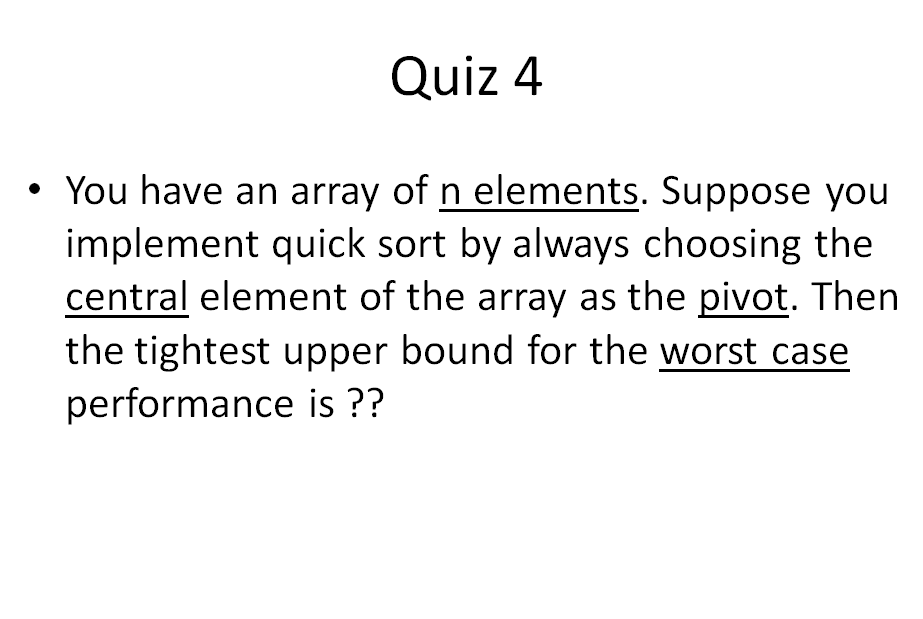 Quiz 4
• You have an array of n elements. Suppose you
implement quick sort by always choosing the
central element of the array as the pivot. Then
the tightest upper bound for the worst case
performance is ??